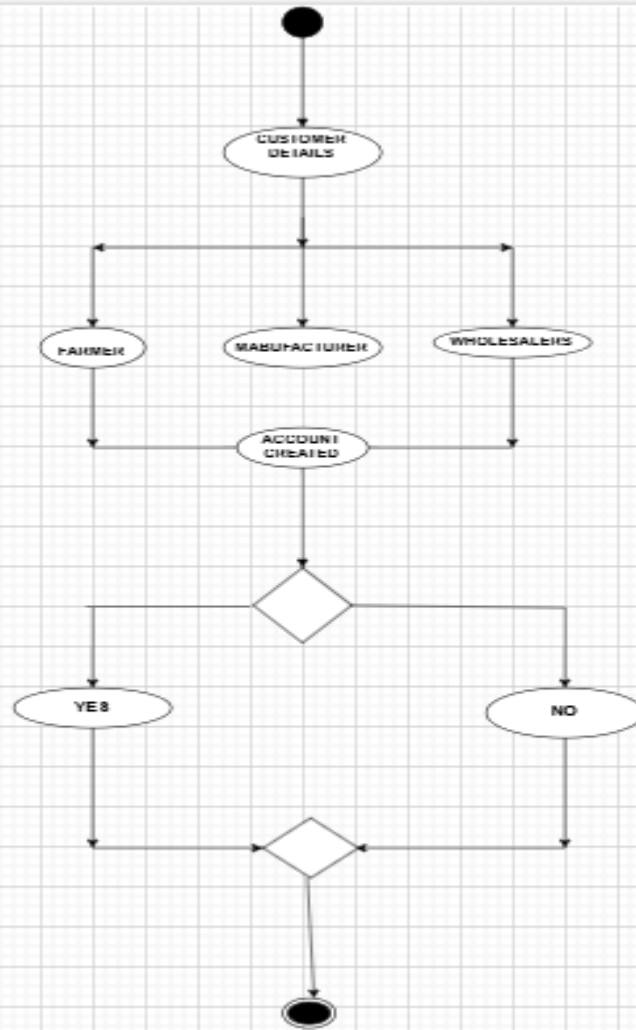 CUSTOMER
DETAILS
FARMER
MABUFACTURER
WHOLESALERS
ACCOUNT
CREATED
YES
NO